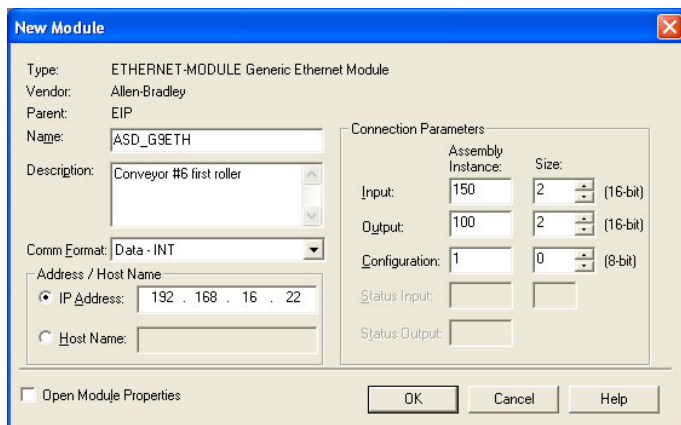 New Module
Type: ETHERNET-MODULE Generic Ethernet Module
Vendor: Allen-Bradley
Parent: EIP
Name: ASD_G9ETH
Description: Conveyor #6 first roller
Comm Format: Data - INT
Address / Host Name
IP Address: 192 . 168 . 16 . 22
Host Name:
Connection Parameters
Assembly
Instance: Size:
Input: 150 2 (16-bit)
Output: 100 2 (16-bit)
Configuration: 1 0 (8-bit)
Status Input:
Status Output:
Open Module Properties
OK Cancel Help